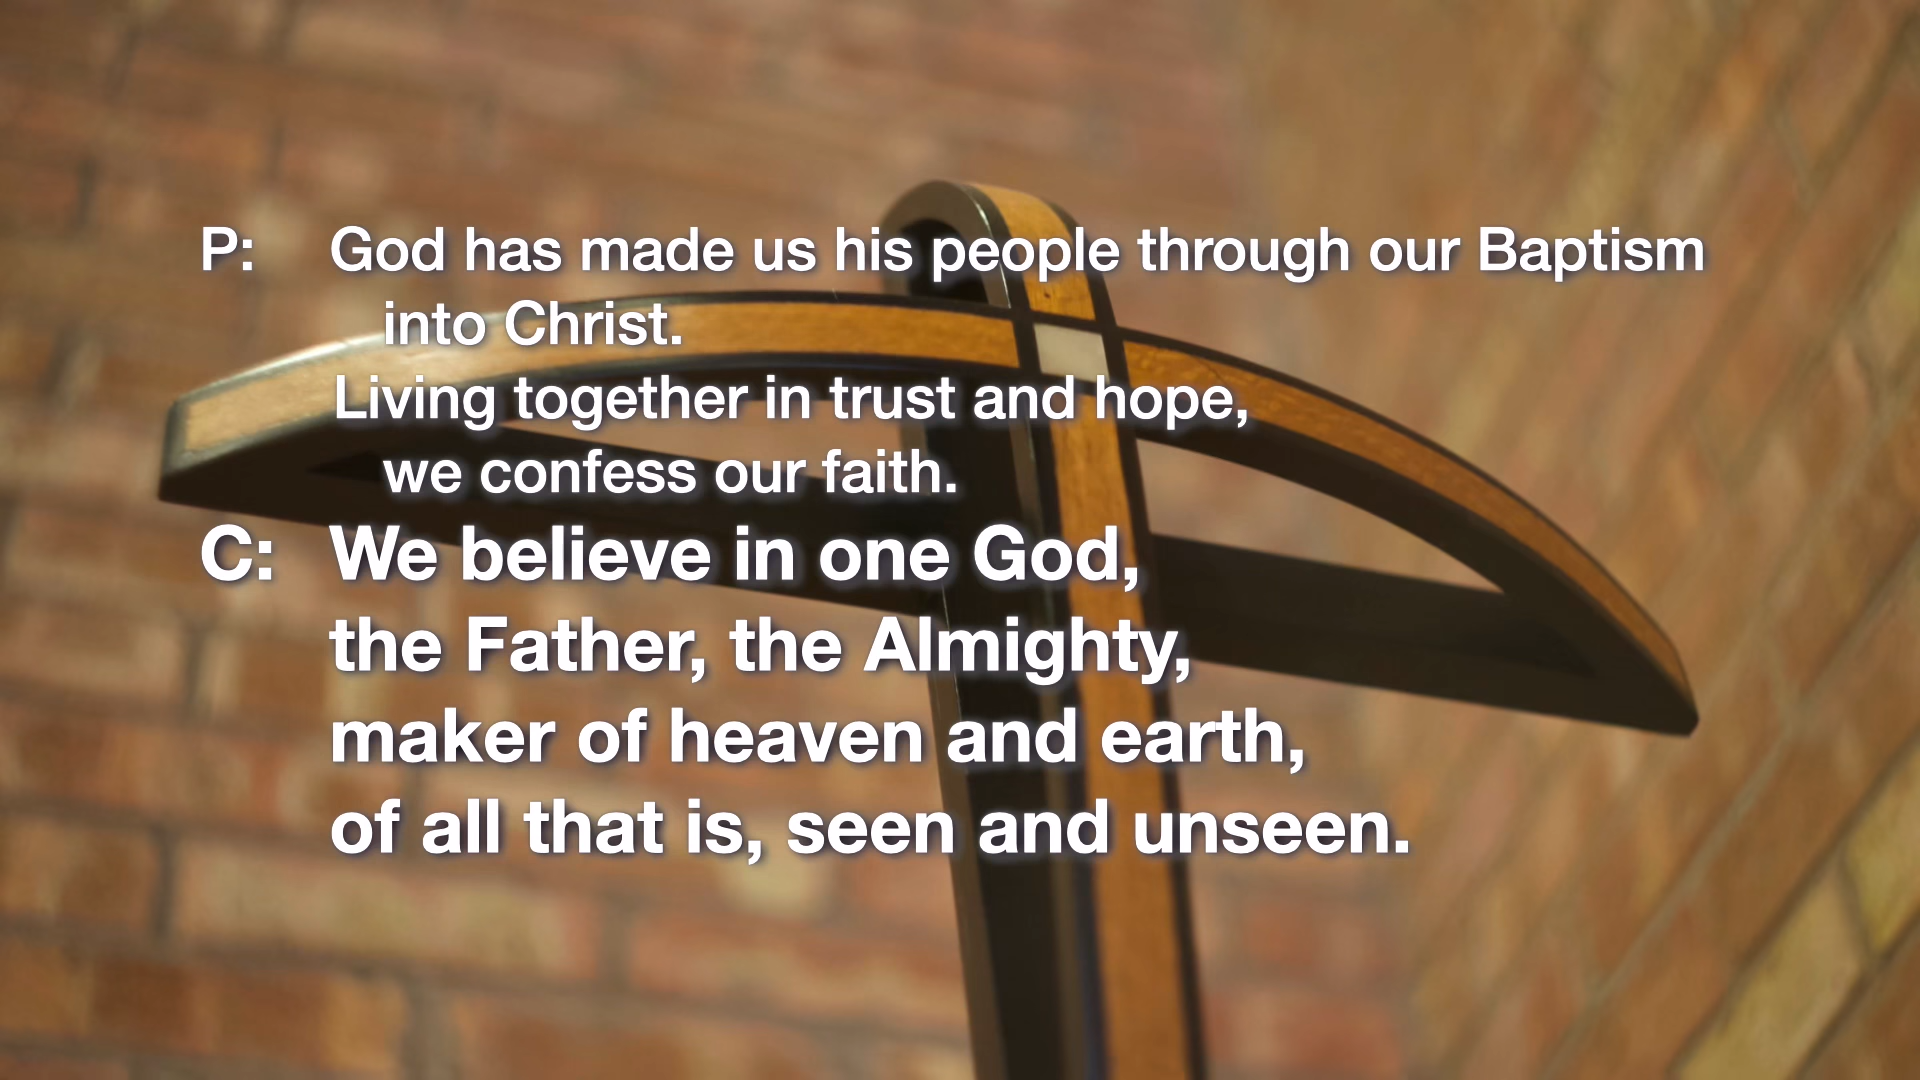 P: God has made us his people through our Baptism
into Christ.
Living together in trust and hope,
we confess our faith.
C: We believe in one God,
the Father, the Almighty,
maker of heaven and earth,
of all that is, seen and unseen.